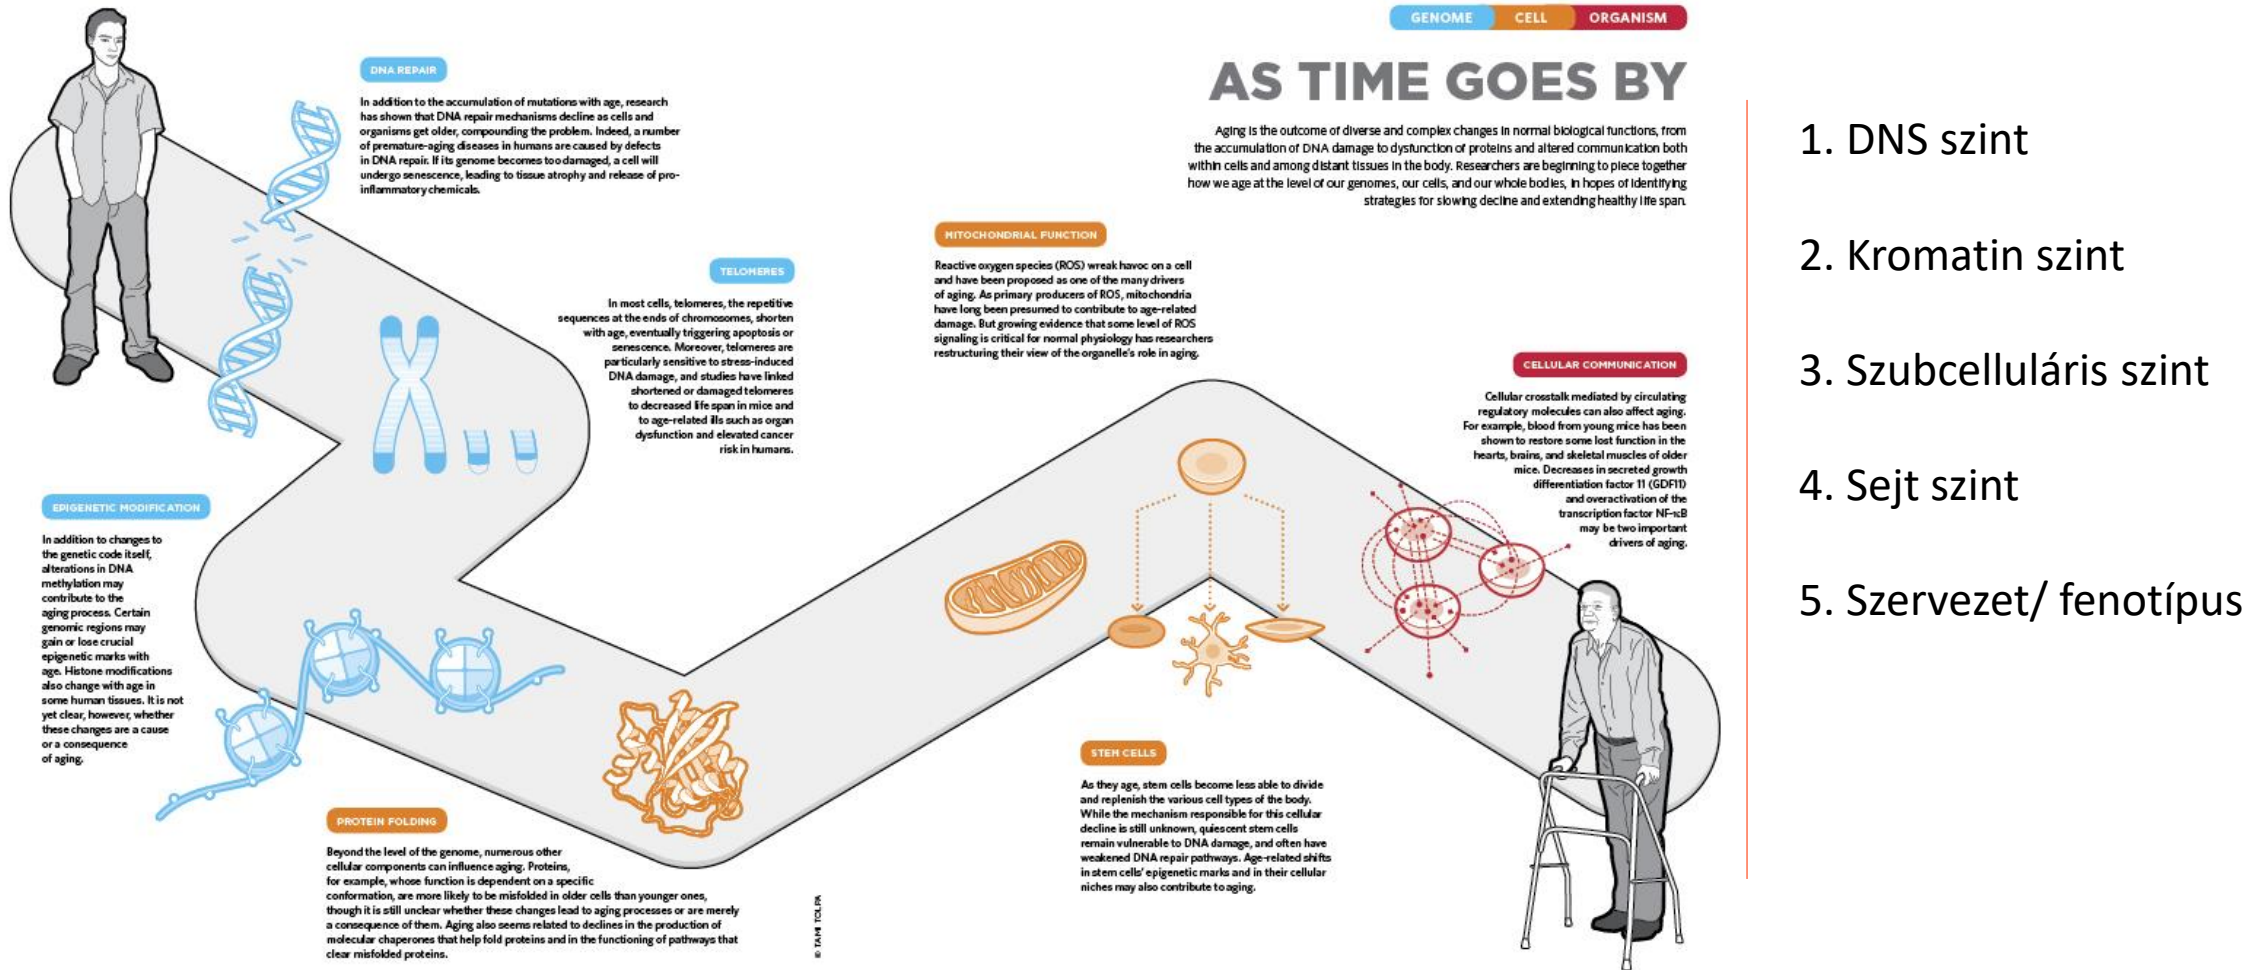 GENOME CELL ORGANISM
AS TIME GOES BY
Aging is the outcome of diverse and complex changes in normal biological functions, from
the accumulation of DNA damage to dysfunction of proteins and altered communication both
within cells and among distant tissues in the body. Researchers are beginning to piece together
how we age at the level of our genomes, our cells, and our whole bodies, in hopes of identifying
strategies for slowing decline and extending healthy life span.
DNA REPAIR
In addition to the accumulation of mutations with age, research
has shown that DNA repair mechanisms decline as cells and
organisms get older, compounding the problem. Indeed, a number
of premature-aging diseases in humans are caused by defects
in DNA repair. If its genome becomes too damaged, a cell will
undergo senescence, leading to tissue atrophy and release of pro-
inflammatory chemicals.
TELOMERES
In most cells, telomeres, the repetitive
sequences at the ends of chromosomes, shorten
with age, eventually triggering apoptosis or
senescence. Moreover, telomeres are
particularly sensitive to stress-induced
DNA damage, and studies have linked
shortened or damaged telomeres
to decreased life span in mice and
to age-related ills such as organ
dysfunction and elevated cancer
risk in humans.
EPIGENETIC MODIFICATION
In addition to changes to
the genetic code itself,
alterations in DNA
methylation may
contribute to the
aging process. Certain
genomic regions may
gain or lose crucial
epigenetic marks with
age. Histone modifications
also change with age in
some human tissues. It is not
yet clear, however, whether
these changes are a cause
or a consequence
of aging.
PROTEIN FOLDING
Beyond the level of the genome, numerous other
cellular components can influence aging. Proteins,
for example, whose function is dependent on a specific
conformation, are more likely to be misfolded in older cells than younger ones,
though it is still unclear whether these changes lead to aging processes or are merely
a consequence of them. Aging also seems related to declines in the production of
molecular chaperones that help fold proteins and in the functioning of pathways that
clear misfolded proteins.
© TAMI TOLPA
MITOCHONDRIAL FUNCTION
Reactive oxygen species (ROS) wreak havoc on a cell
and have been proposed as one of the many drivers
of aging. As primary producers of ROS, mitochondria
have long been presumed to contribute to age-related
damage. But growing evidence that some level of ROS
signaling is critical for normal physiology has researchers
restructuring their view of the organelle's role in aging.
STEM CELLS
As they age, stem cells become less able to divide
and replenish the various cell types of the body.
While the mechanism responsible for this cellular
decline is still unknown, quiescent stem cells
remain vulnerable to DNA damage, and often have
weakened DNA repair pathways. Age-related shifts
in stem cells' epigenetic marks and in their cellular
niches may also contribute to aging.
CELLULAR COMMUNICATION
Cellular crosstalk mediated by circulating
regulatory molecules can also affect aging.
For example, blood from young mice has been
shown to restore some lost function in the
hearts, brains, and skeletal muscles of older
mice. Decreases in secreted growth
differentiation factor 11 (GDF11)
and overactivation of the
transcription factor NF-κB
may be two important
drivers of aging.
1. DNS szint
2. Kromatin szint
3. Szubcelluláris szint
4. Sejt szint
5. Szervezet/ fenotípus